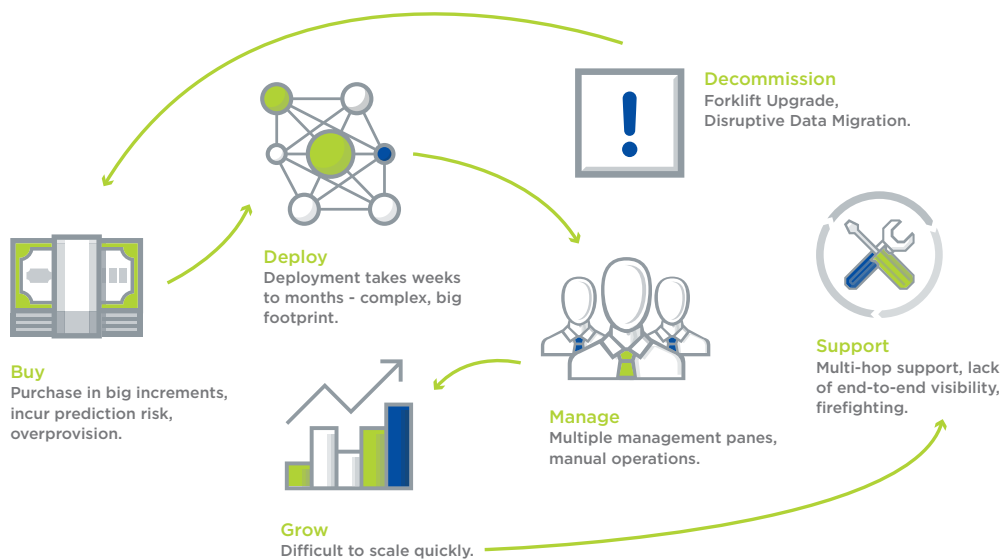 Decommission
Forklift Upgrade,
Disruptive Data Migration.
Deploy
Deployment takes weeks
to months - complex, big
footprint.
Support
Multi-hop support, lack
of end-to-end visibility,
firefighting.
Buy
Purchase in big increments,
incur prediction risk,
overprovision.
Manage
Multiple management panes,
manual operations.
Grow
Difficult to scale quickly.